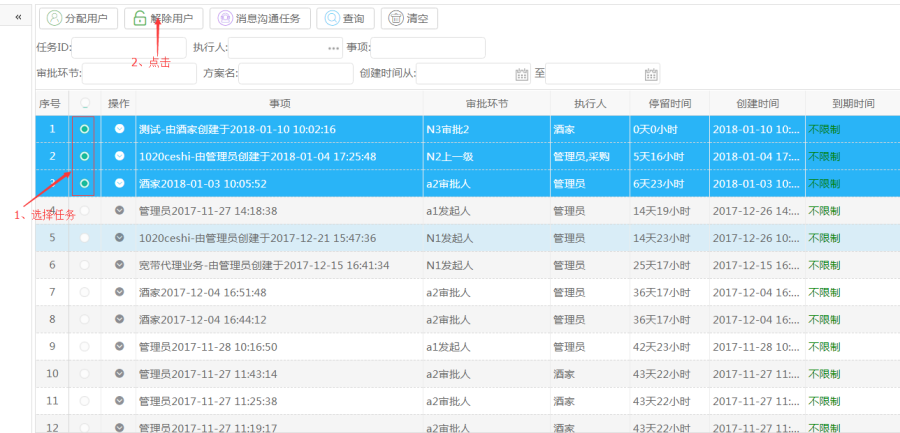 «
分配用户 解除用户 消息沟通任务 查询 清空
任务ID: 执行人: 事项:
2、点击
审批环节: 方案名: 创建时间从: 至
序号 操作 事项 审批环节 执行人 停留时间 创建时间 到期时间
1 测试-由酒家创建于2018-01-10 10:02:16 N3审批2 酒家 0天0小时 2018-01-10 10:... 不限制
2 1020ceshi-由管理员创建于2018-01-04 17:25:48 N2上一级 管理员,采购 5天16小时 2018-01-04 17:... 不限制
3 酒家2018-01-03 10:05:52 a2审批人 管理员 6天23小时 2018-01-03 10:... 不限制
1、选择任务
4 管理员2017-11-27 14:18:38 a1发起人 管理员 14天19小时 2017-12-26 14:... 不限制
5 1020ceshi-由管理员创建于2017-12-21 15:47:36 N1发起人 管理员 14天23小时 2017-12-26 10:... 不限制
6 宽带代理业务-由管理员创建于2017-12-15 16:41:34 N1发起人 管理员 25天17小时 2017-12-15 16:... 不限制
7 酒家2017-12-04 16:51:48 a2审批人 管理员 36天17小时 2017-12-04 16:... 不限制
8 酒家2017-12-04 16:44:12 a2审批人 管理员 36天17小时 2017-12-04 16:... 不限制
9 管理员2017-11-28 10:16:50 a1发起人 管理员 42天23小时 2017-11-28 10:... 不限制
10 管理员2017-11-27 11:43:14 a2审批人 酒家 43天22小时 2017-11-27 11:... 不限制
11 管理员2017-11-27 11:25:38 a2审批人 酒家 43天22小时 2017-11-27 11:... 不限制
12 管理员2017-11-27 11:19:17 a2审批人 酒家 43天22小时 2017-11-27 11:... 不限制